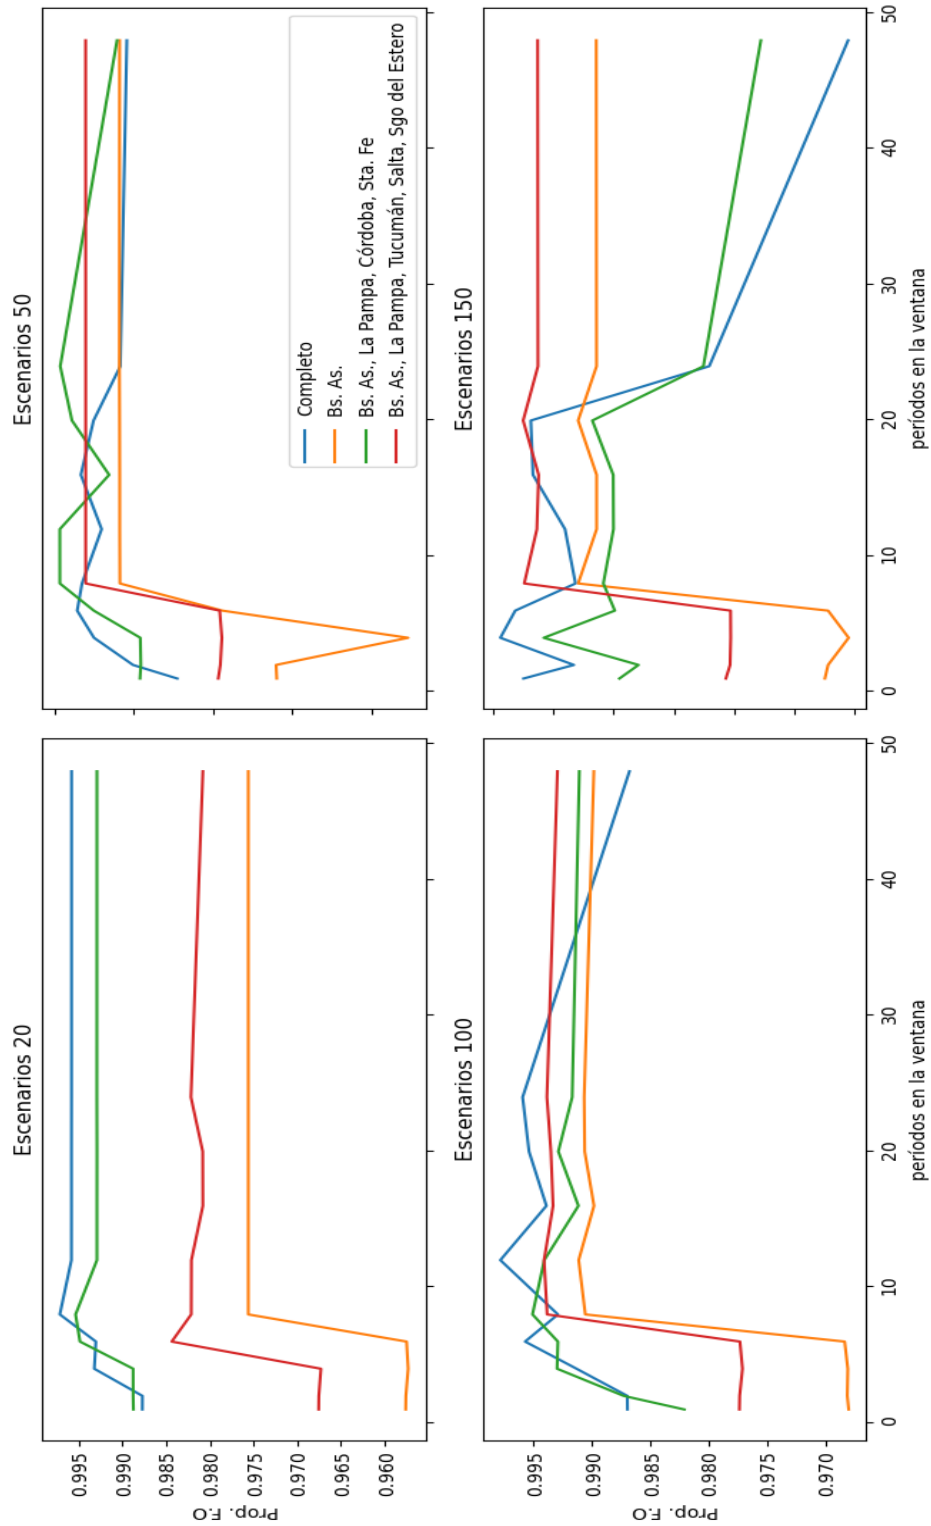 Escenarios 20
Escenarios 50
Prop. F.O
0.995
0.990
0.985
0.980
0.975
0.970
0.965
0.960
Completo
Bs. As.
Bs. As., La Pampa, Córdoba, Sta. Fe
Bs. As., La Pampa, Tucumán, Salta, Sgo del Estero
Escenarios 100
Escenarios 150
Prop. F.O
0.995
0.990
0.985
0.980
0.975
0.970
0 10 20 30 40 50
0 10 20 30 40 50
períodos en la ventana
períodos en la ventana